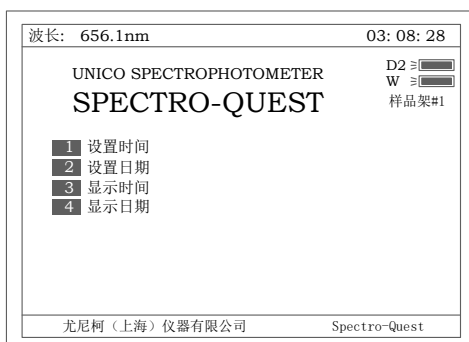 波长: 656.1nm 03: 08: 28
UNICO SPECTROPHOTOMETER
SPECTRO-QUEST
D2
W
样品架#1
1 设置时间
2 设置日期
3 显示时间
4 显示日期
尤尼柯（上海）仪器有限公司 Spectro-Quest